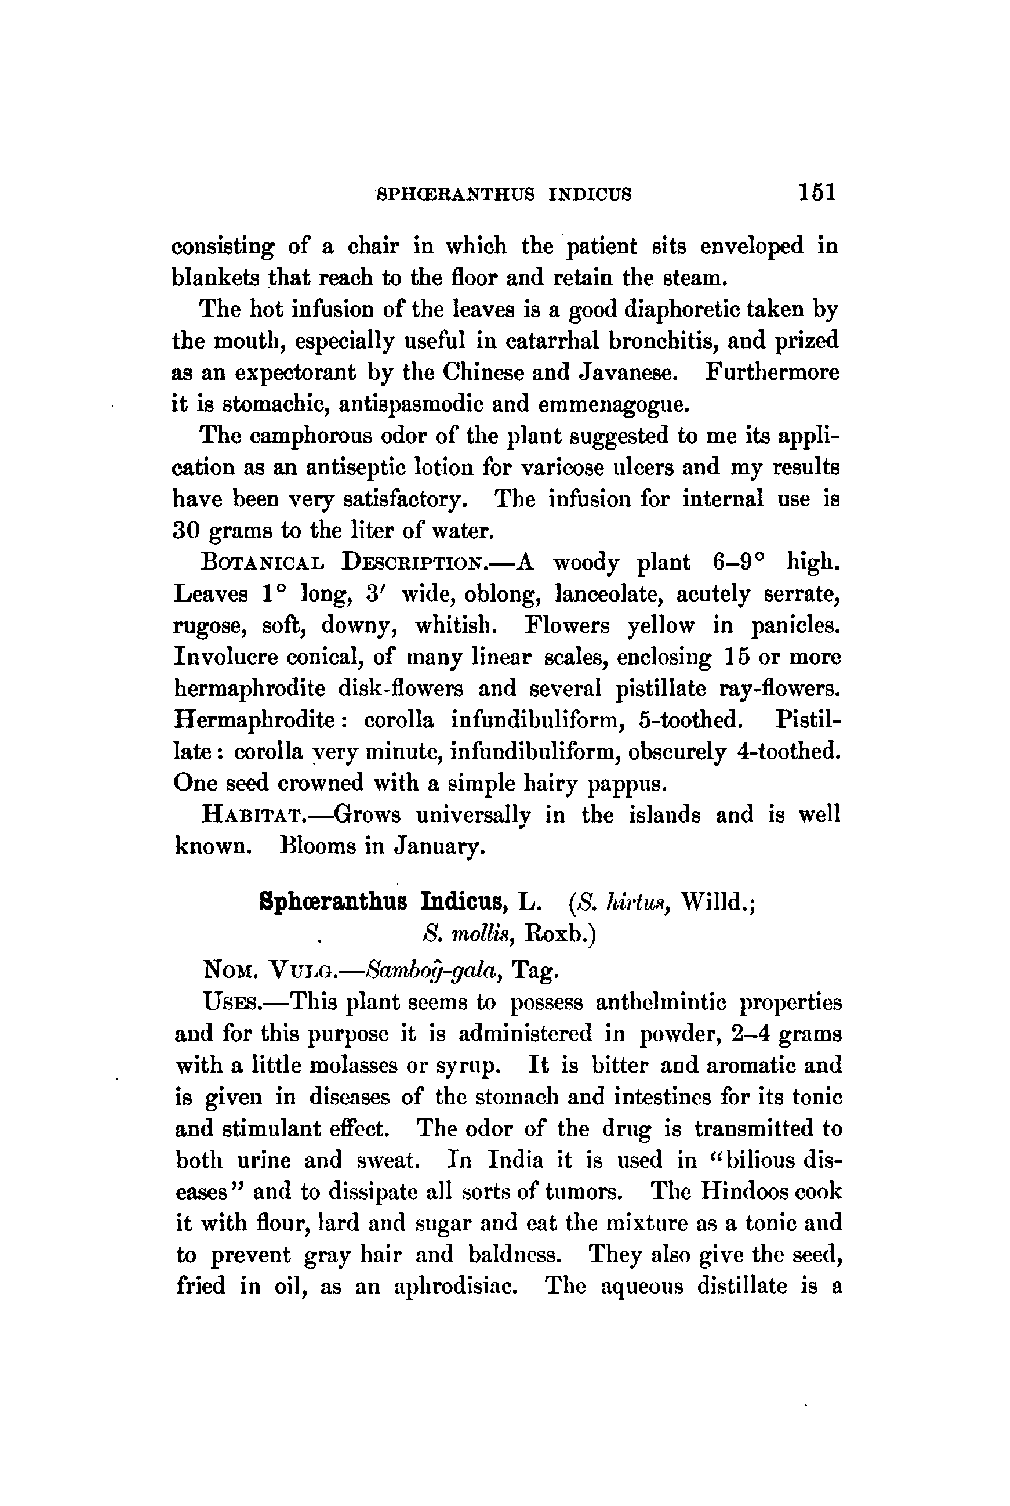 SPHŒRANTHUS INDICUS 151
consisting of a chair in which the patient sits enveloped in
blankets that reach to the floor and retain the steam.
The hot infusion of the leaves is a good diaphoretic taken by
the mouth, especially useful in catarrhal bronchitis, and prized
as an expectorant by the Chinese and Javanese. Furthermore
it is stomachic, antispasmodic and emmenagogue.
The camphorous odor of the plant suggested to me its appli-
cation as an antiseptic lotion for varicose ulcers and my results
have been very satisfactory. The infusion for internal use is
30 grams to the liter of water.
BOTANICAL DESCRIPTION.—A woody plant 6–9° high.
Leaves 1° long, 3′ wide, oblong, lanceolate, acutely serrate,
rugose, soft, downy, whitish. Flowers yellow in panicles.
Involucre conical, of many linear scales, enclosing 15 or more
hermaphrodite disk-flowers and several pistillate ray-flowers.
Hermaphrodite: corolla infundibuliform, 5-toothed. Pistil-
late: corolla very minute, infundibuliform, obscurely 4-toothed.
One seed crowned with a simple hairy pappus.
HABITAT.—Grows universally in the islands and is well
known. Blooms in January.
Sphœranthus Indicus, L. (S. hirtus, Willd.;
S. mollis, Roxb.)
NOM. VULG.—Sambog̃-gala, Tag.
USES.—This plant seems to possess anthelmintic properties
and for this purpose it is administered in powder, 2–4 grams
with a little molasses or syrup. It is bitter and aromatic and
is given in diseases of the stomach and intestines for its tonic
and stimulant effect. The odor of the drug is transmitted to
both urine and sweat. In India it is used in “bilious dis-
eases” and to dissipate all sorts of tumors. The Hindoos cook
it with flour, lard and sugar and eat the mixture as a tonic and
to prevent gray hair and baldness. They also give the seed,
fried in oil, as an aphrodisiac. The aqueous distillate is a